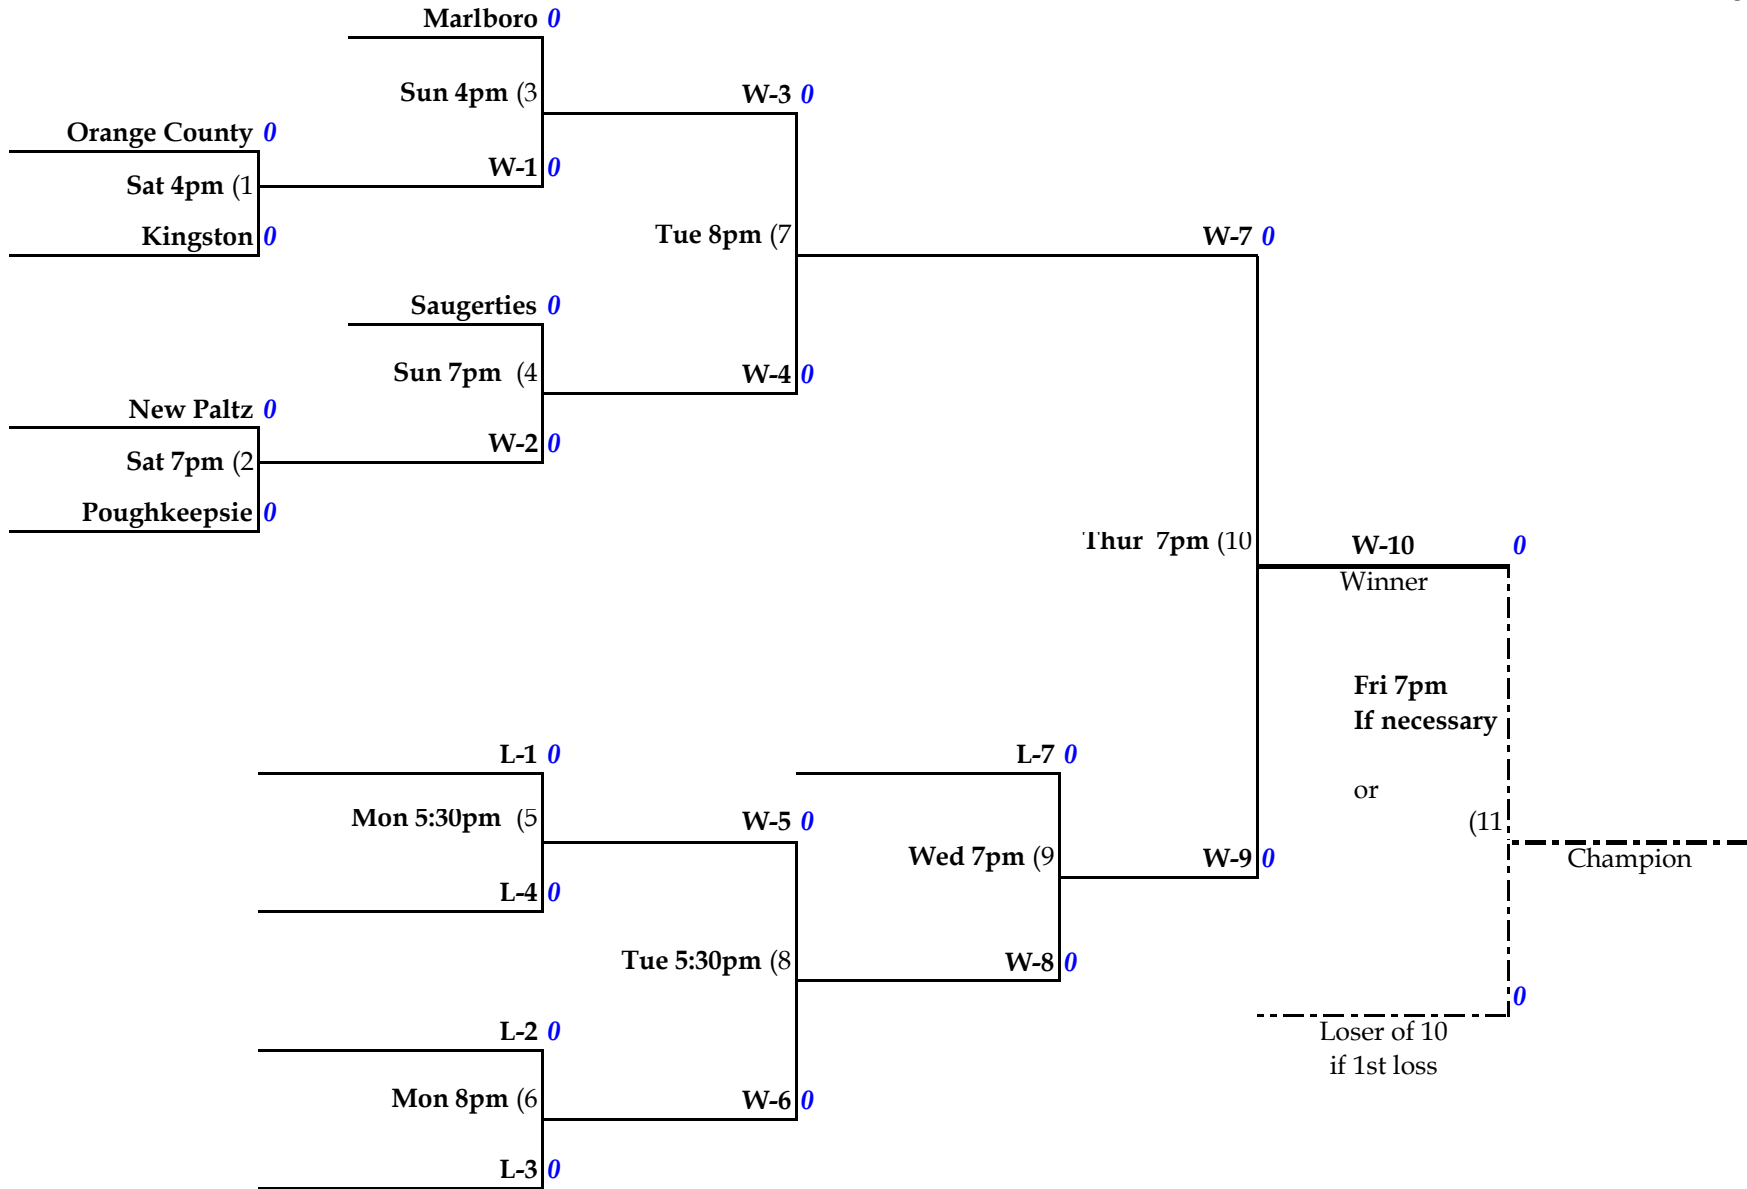 Marlboro 0
Sun 4pm (3
W-3 0
Orange County 0
W-1 0
Sat 4pm (1
Kingston 0
Tue 8pm (7
W-7 0
Saugerties 0
Sun 7pm (4
W-4 0
New Paltz 0
W-2 0
Sat 7pm (2
Poughkeepsie 0
Thur 7pm (10
W-10 0
Winner
Fri 7pm
If necessary
L-1 0
L-7 0
or
Mon 5:30pm (5
W-5 0
(11
Wed 7pm (9
W-9 0
Champion
L-4 0
Tue 5:30pm (8
W-8 0
0
L-2 0
Loser of 10
if 1st loss
Mon 8pm (6
W-6 0
L-3 0